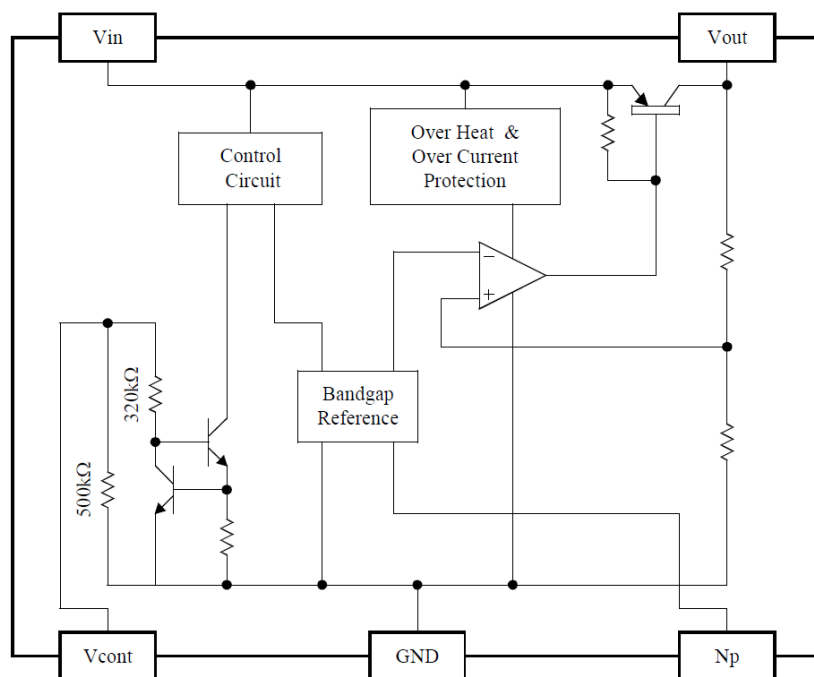 Vin
Vout
Control
Circuit
Over Heat &
Over Current
Protection
−
+
320kΩ
500kΩ
Bandgap
Reference
Vcont
GND
Np